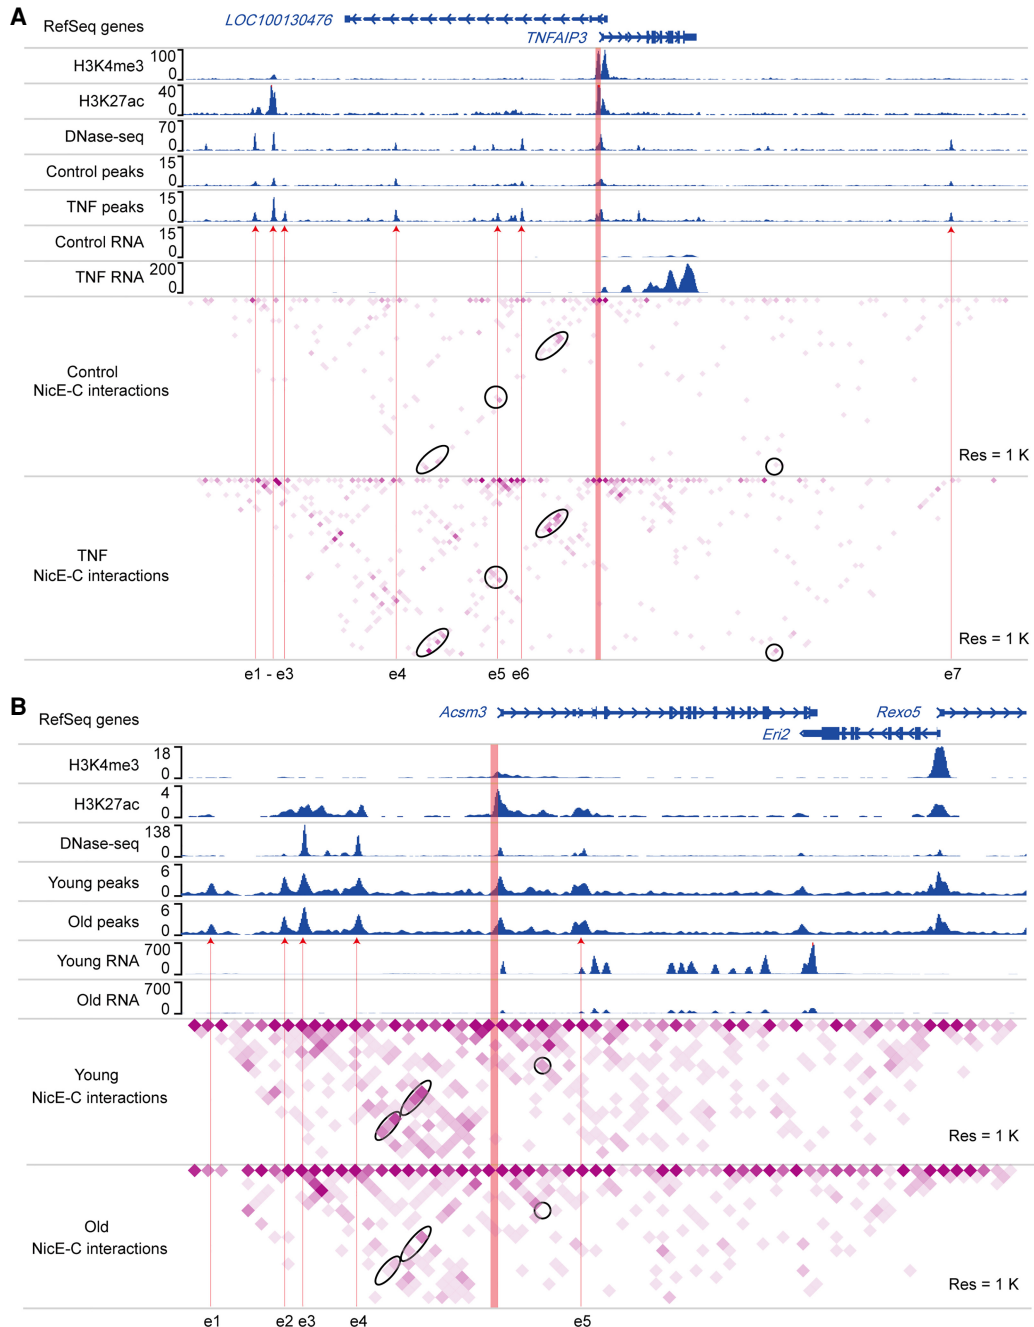 A
RefSeq genes
LOC100130476
TNFAIP3
H3K4me3 100 0
H3K27ac 40 0
DNase-seq 70 0
Control peaks 15 0
TNF peaks 15 0
Control RNA 15 0
TNF RNA 200 0
Control
NicE-C interactions
Res = 1 K
TNF
NicE-C interactions
Res = 1 K
e1 - e3 e4 e5 e6 e7
B
RefSeq genes
Acsm3 Rexo5
Eri2
H3K4me3 18 0
H3K27ac 4 0
DNase-seq 138 0
Young peaks 6 0
Old peaks 6 0
Young RNA 700 0
Old RNA 700 0
Young
NicE-C interactions
Res = 1 K
Old
NicE-C interactions
Res = 1 K
e1 e2 e3 e4 e5